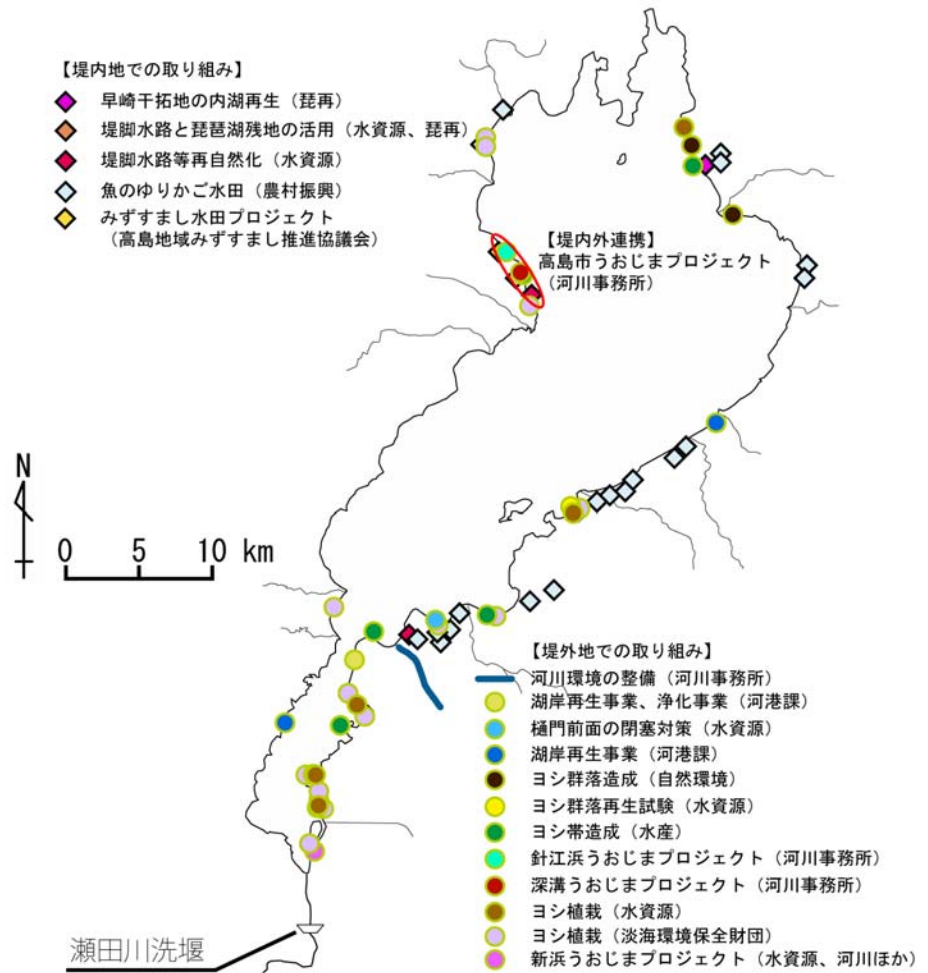 【堤内地での取り組み】
早崎干拓地の内湖再生（琵再）
堤脚水路と琵琶湖残地の活用（水資源、琵再）
堤脚水路等再自然化（水資源）
魚のゆりかご水田（農村振興）
みずすまし水田プロジェクト
（高島地域みずすまし推進協議会）
【堤内外連携】
高島市うおじまプロジェクト
（河川事務所）
N
0 5 10 km
【堤外地での取り組み】
河川環境の整備（河川事務所）
湖岸再生事業、浄化事業（河港課）
樋門前面の閉塞対策（水資源）
湖岸再生事業（河港課）
ヨシ群落造成（自然環境）
ヨシ群落再生試験（水資源）
ヨシ帯造成（水産）
針江浜うおじまプロジェクト（河川事務所）
深溝うおじまプロジェクト（河川事務所）
ヨシ植栽（水資源）
ヨシ植栽（淡海環境保全財団）
新浜うおじまプロジェクト（水資源、河川ほか）
瀬田川洗堰